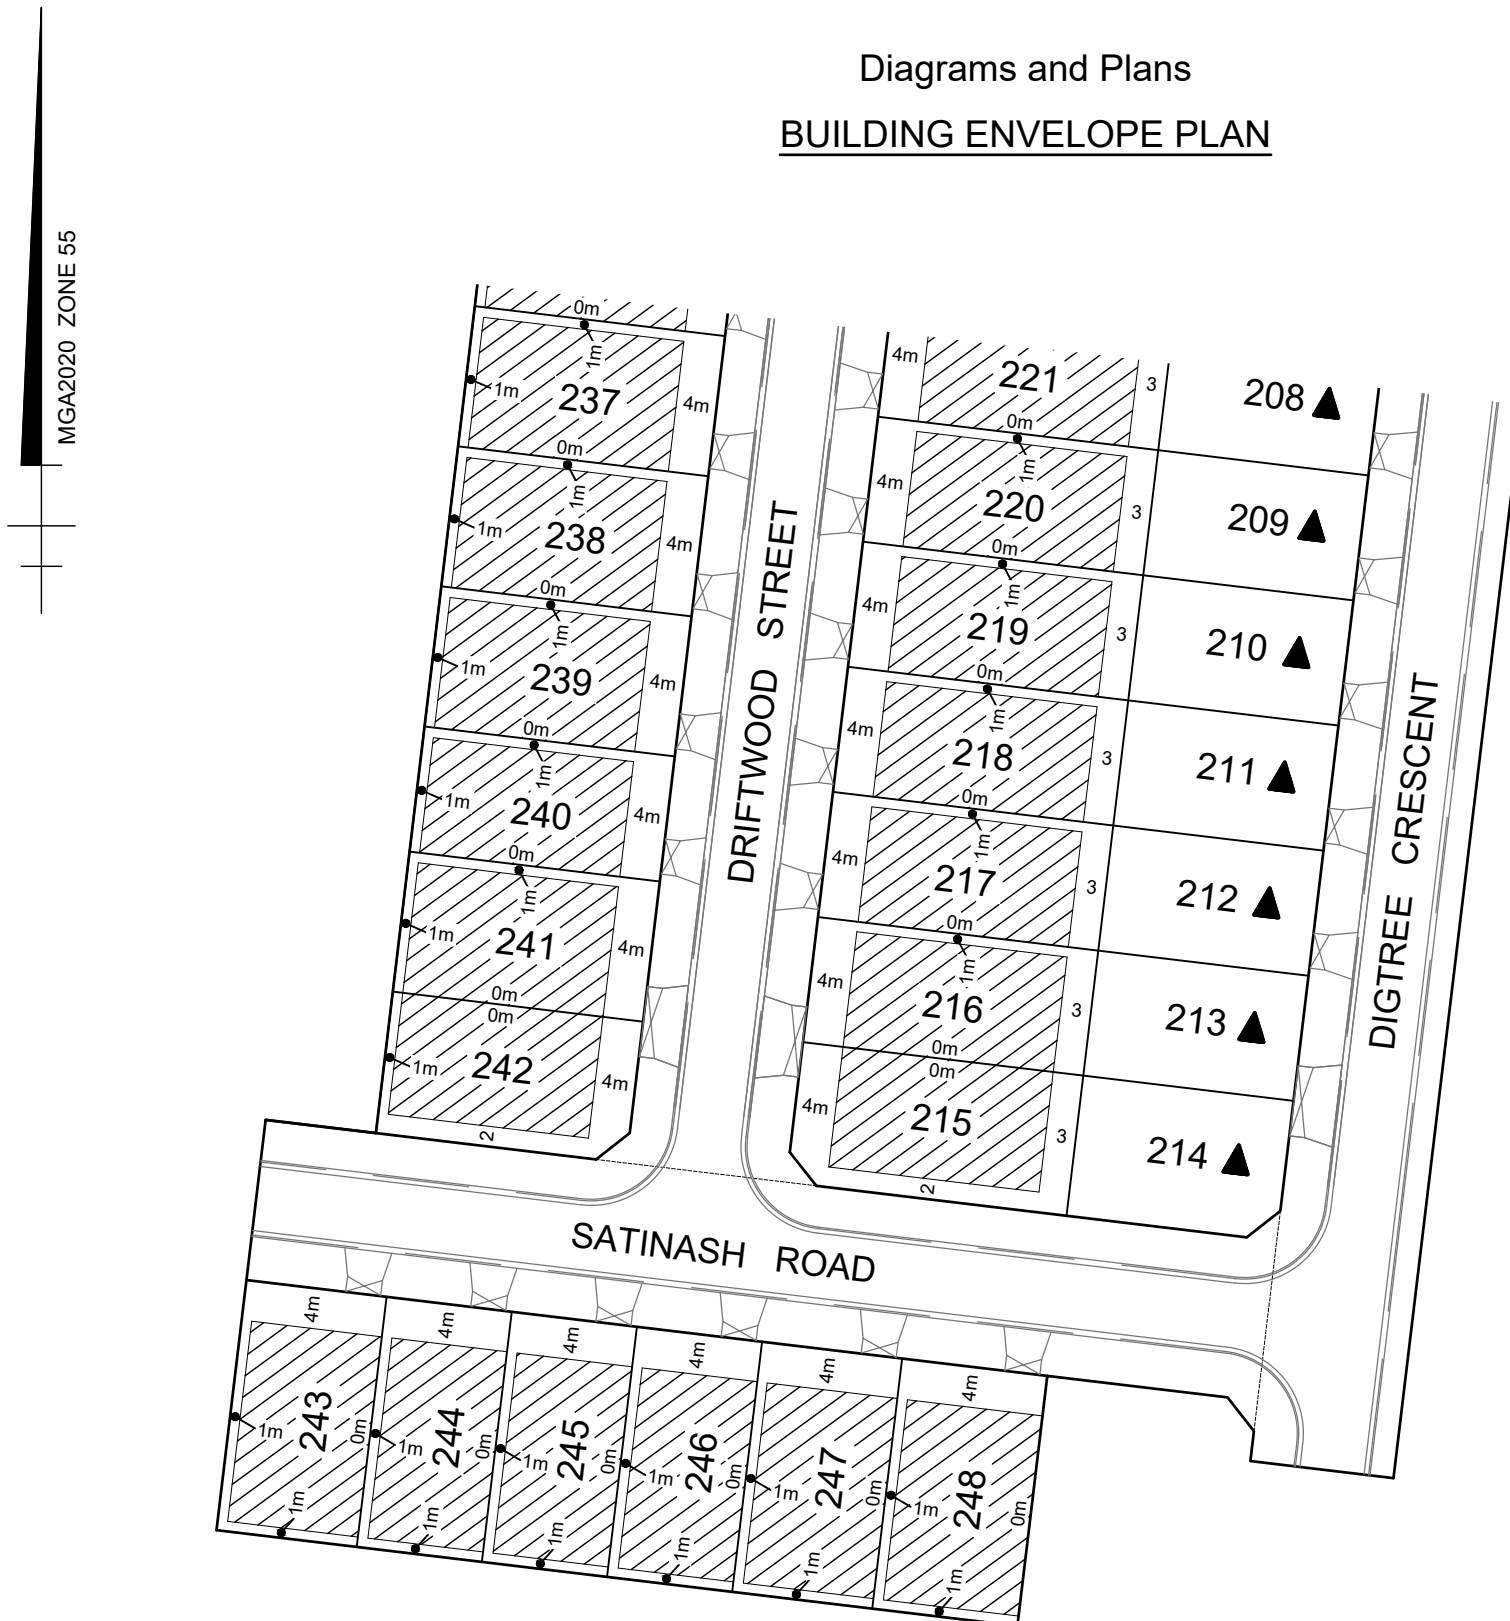 Diagrams and Plans
BUILDING ENVELOPE PLAN
MGA2020 ZONE 55
0m
1m
1m
237
4m
0m
1m
1m
238
4m
0m
1m
1m
239
4m
0m
1m
1m
240
4m
0m
1m
1m
241
4m
0m
0m
1m
242
4m
2
DRIFTWOOD STREET
4m
221
3
0m
1m
4m
220
3
0m
1m
4m
219
3
0m
1m
4m
218
3
0m
1m
4m
217
3
0m
1m
4m
216
3
0m
0m
4m
215
3
2
208
209
210
211
212
213
214
DIGTREE CRESCENT
SATINASH ROAD
4m
1m
243
0m
1m
4m
1m
244
0m
1m
4m
1m
245
0m
1m
4m
1m
246
0m
1m
4m
1m
247
0m
1m
4m
1m
248
0m
1m